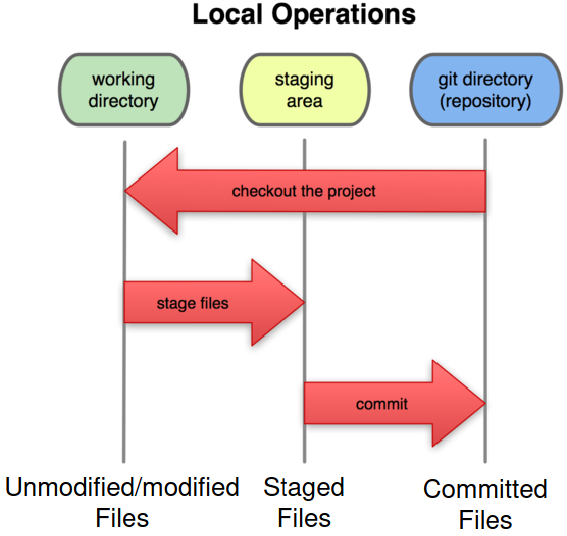 Local Operations
working
directory
staging
area
git directory
(repository)
checkout the project
stage files
commit
Unmodified/modified
Files
Staged
Files
Committed
Files